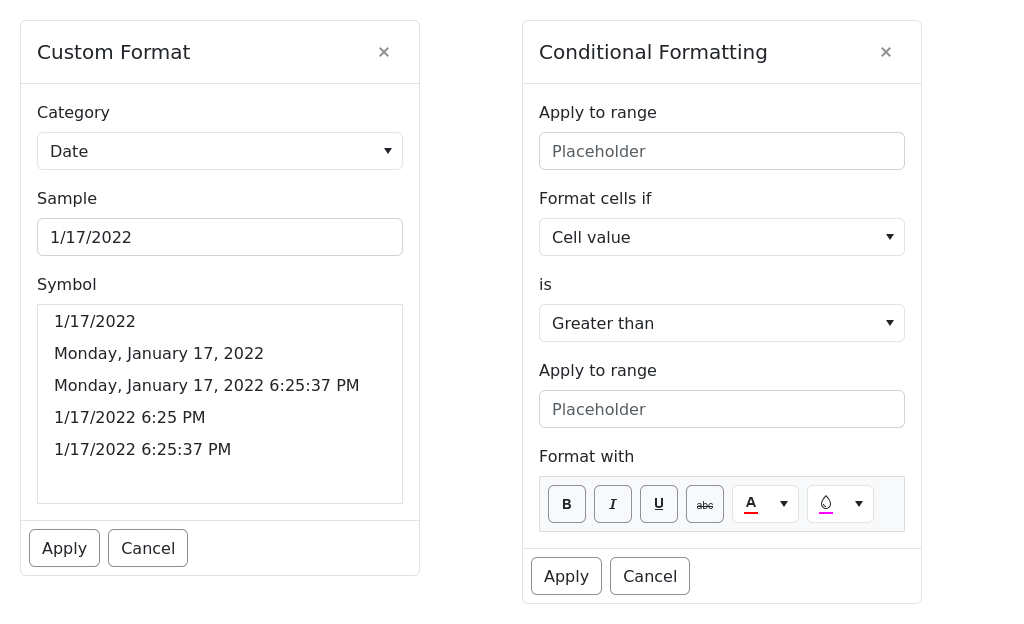 Custom Format
Category
Date
Sample
1/17/2022
Symbol
1/17/2022
Monday, January 17, 2022
Monday, January 17, 2022 6:25:37 PM
1/17/2022 6:25 PM
1/17/2022 6:25:37 PM
Apply Cancel
Conditional Formatting
Apply to range
Placeholder
Format cells if
Cell value
is
Greater than
Apply to range
Placeholder
Format with
B I U abc A
Apply Cancel